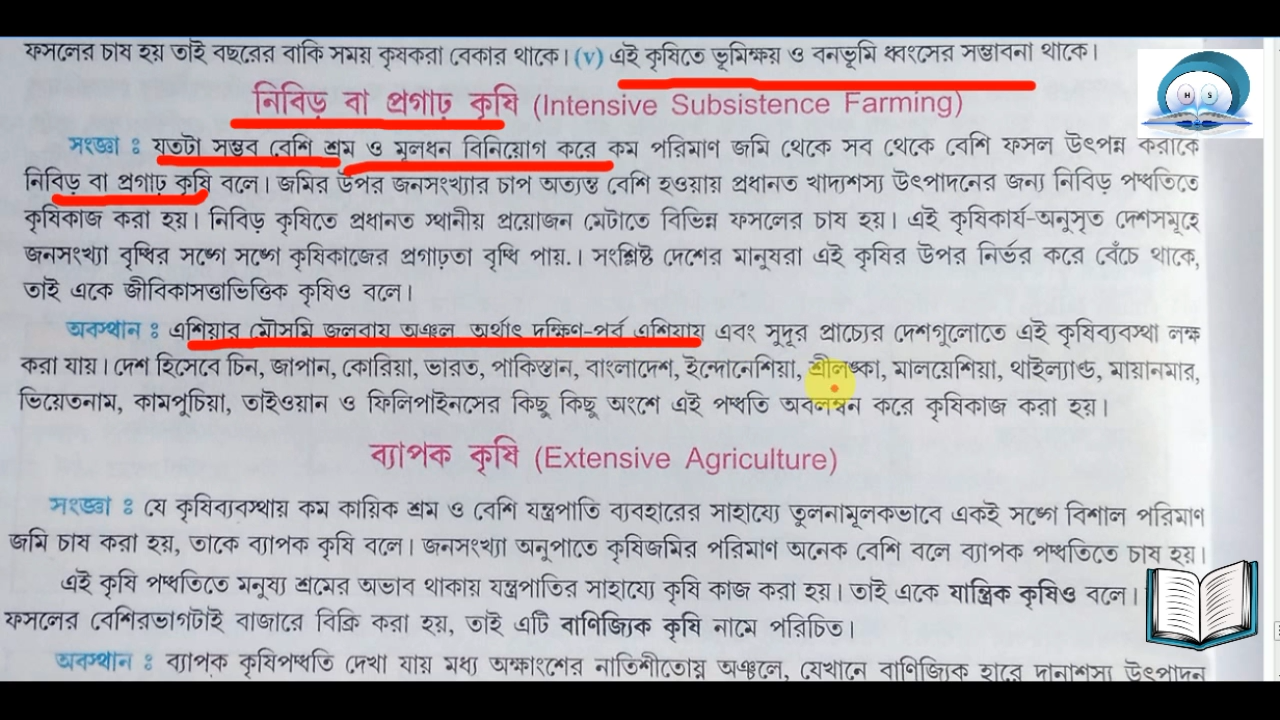 ফসলের চাষ হয় তাই বছরের বাকি সময় কৃষকরা বেকার থাকে। (v) এই কৃষিতে ভূমিক্ষয় ও বনভূমি ধ্বংসের সম্ভাবনা থাকে।
নিবিড় বা প্রগাঢ় কৃষি (Intensive Subsistence Farming)
H S
সংজ্ঞা : যতটা সম্ভব বেশি শ্রম ও মূলধন বিনিয়োগ করে কম পরিমাণ জমি থেকে সব থেকে বেশি ফসল উৎপন্ন করাকে
নিবিড় বা প্রগাঢ় কৃষি বলে। জমির উপর জনসংখ্যার চাপ অত্যন্ত বেশি হওয়ায় প্রধানত খাদ্যশস্য উৎপাদনের জন্য নিবিড় পদ্ধতিতে
কৃষিকাজ করা হয়। নিবিড় কৃষিতে প্রধানত স্থানীয় প্রয়োজন মেটাতে বিভিন্ন ফসলের চাষ হয়। এই কৃষিকার্য-অনুসৃত দেশসমূহে
জনসংখ্যা বৃদ্ধির সঙ্গে সঙ্গে কৃষিকাজের প্রগাঢ়তা বৃদ্ধি পায়.। সংশ্লিষ্ট দেশের মানুষরা এই কৃষির উপর নির্ভর করে বেঁচে থাকে,
তাই একে জীবিকাসত্তাভিত্তিক কৃষিও বলে।
অবস্থান : এশিয়ার মৌসুমি জলবায়ু অঞ্চল অর্থাৎ দক্ষিণ-পূর্ব এশিয়ায় এবং সুদূর প্রাচ্যের দেশগুলোতে এই কৃষিব্যবস্থা লক্ষ
করা যায়। দেশ হিসেবে চিন, জাপান, কোরিয়া, ভারত, পাকিস্তান, বাংলাদেশ, ইন্দোনেশিয়া, শ্রীলঙ্কা, মালয়েশিয়া, থাইল্যান্ড, মায়ানমার,
ভিয়েতনাম, কামপুচিয়া, তাইওয়ান ও ফিলিপাইনসের কিছু কিছু অংশে এই পদ্ধতি অবলম্বন করে কৃষিকাজ করা হয়।
ব্যাপক কৃষি (Extensive Agriculture)
সংজ্ঞা : যে কৃষিব্যবস্থায় কম কায়িক শ্রম ও বেশি যন্ত্রপাতি ব্যবহারের সাহায্যে তুলনামূলকভাবে একই সঙ্গে বিশাল পরিমাণ
জমি চাষ করা হয়, তাকে ব্যাপক কৃষি বলে। জনসংখ্যা অনুপাতে কৃষিজমির পরিমাণ অনেক বেশি বলে ব্যাপক পদ্ধতিতে চাষ হয়।
এই কৃষি পদ্ধতিতে মনুষ্য শ্রমের অভাব থাকায় যন্ত্রপাতির সাহায্যে কৃষি কাজ করা হয়। তাই একে যান্ত্রিক কৃষিও বলে।
ফসলের বেশিরভাগটাই বাজারে বিক্রি করা হয়, তাই এটি বাণিজ্যিক কৃষি নামে পরিচিত।
অবস্থান : ব্যাপক কৃষিপদ্ধতি দেখা যায় মধ্য অক্ষাংশের নাতিশীতোষ্ণ অঞ্চলে, যেখানে বাণিজ্যিক হারে দানাশস্য উৎপাদন